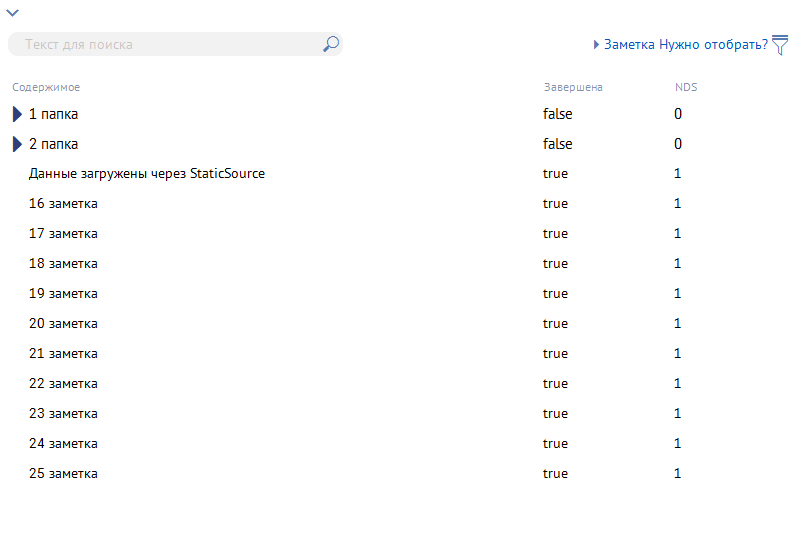 Текст для поиска
Заметка Нужно отобрать?
Содержимое Завершена NDS
1 папка false 0
2 папка false 0
Данные загружены через StaticSource true 1
16 заметка true 1
17 заметка true 1
18 заметка true 1
19 заметка true 1
20 заметка true 1
21 заметка true 1
22 заметка true 1
23 заметка true 1
24 заметка true 1
25 заметка true 1